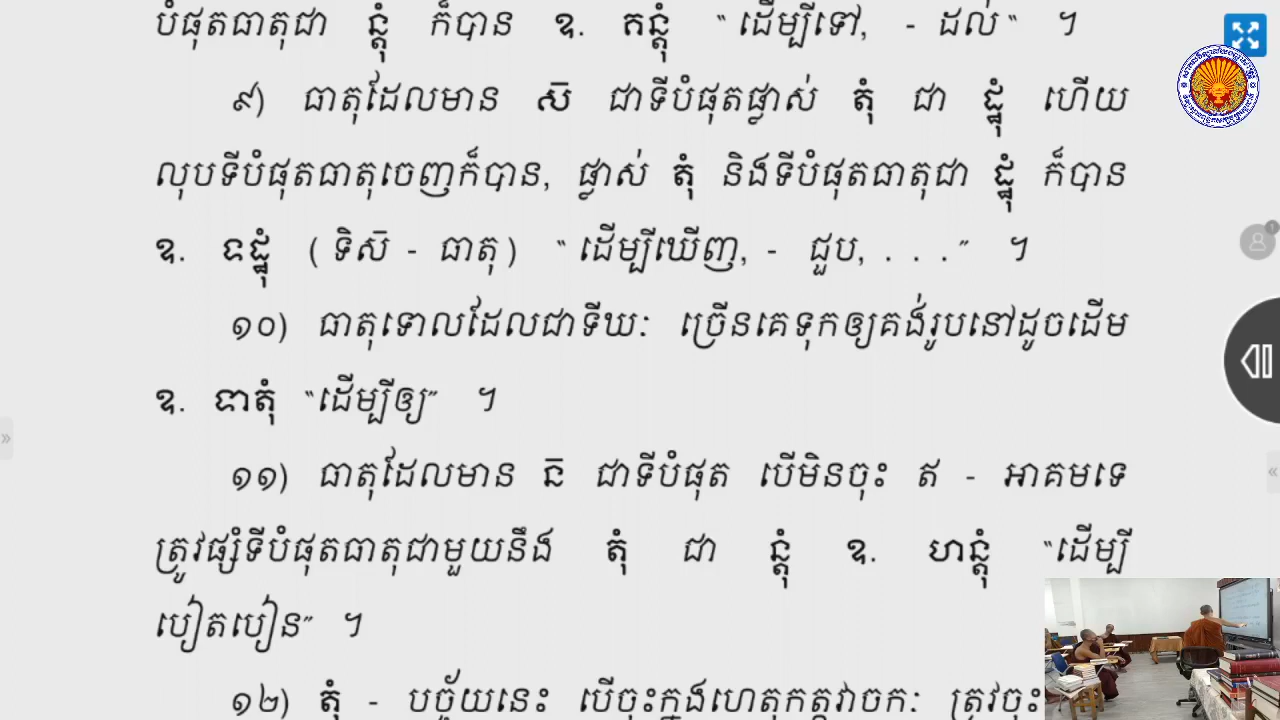 បំផុតធាតុជា ន្តុំ ក៏បាន ឧ. គន្តុំ “ ដើម្បីទៅ, - ដល់ “ ។
៩) ធាតុដែលមាន ស៑ ជាទីបំផុតផ្លាស់ តុំ ជា ដ្ឋុំ ហើយ
លុបទីបំផុតធាតុចេញក៏បាន, ផ្លាស់ តុំ និងទីបំផុតធាតុជា ដ្ឋុំ ក៏បាន
ឧ. ទដ្ឋុំ ( ទិស៑ - ធាតុ ) “ ដើម្បីឃើញ, - ជួប, . . . ” ។
១០) ធាតុទោលដែលជាទីឃៈ ច្រើនគេទុកឲ្យគង់រូបនៅដូចដើម
ឧ. ទាតុំ “ដើម្បីឲ្យ” ។
១១) ធាតុដែលមាន ន៑ ជាទីបំផុត បើមិនចុះ ឥ - អាគមទេ
ត្រូវផ្សំទីបំផុតធាតុជាមួយនឹង តុំ ជា ន្តុំ ឧ. ហន្តុំ “ដើម្បី
បៀតបៀន” ។
១២) តុំ - បច្ច័យនេះ បើចុះក្នុងហេតុកត្តុវាចកៈ ត្រូវចុះ